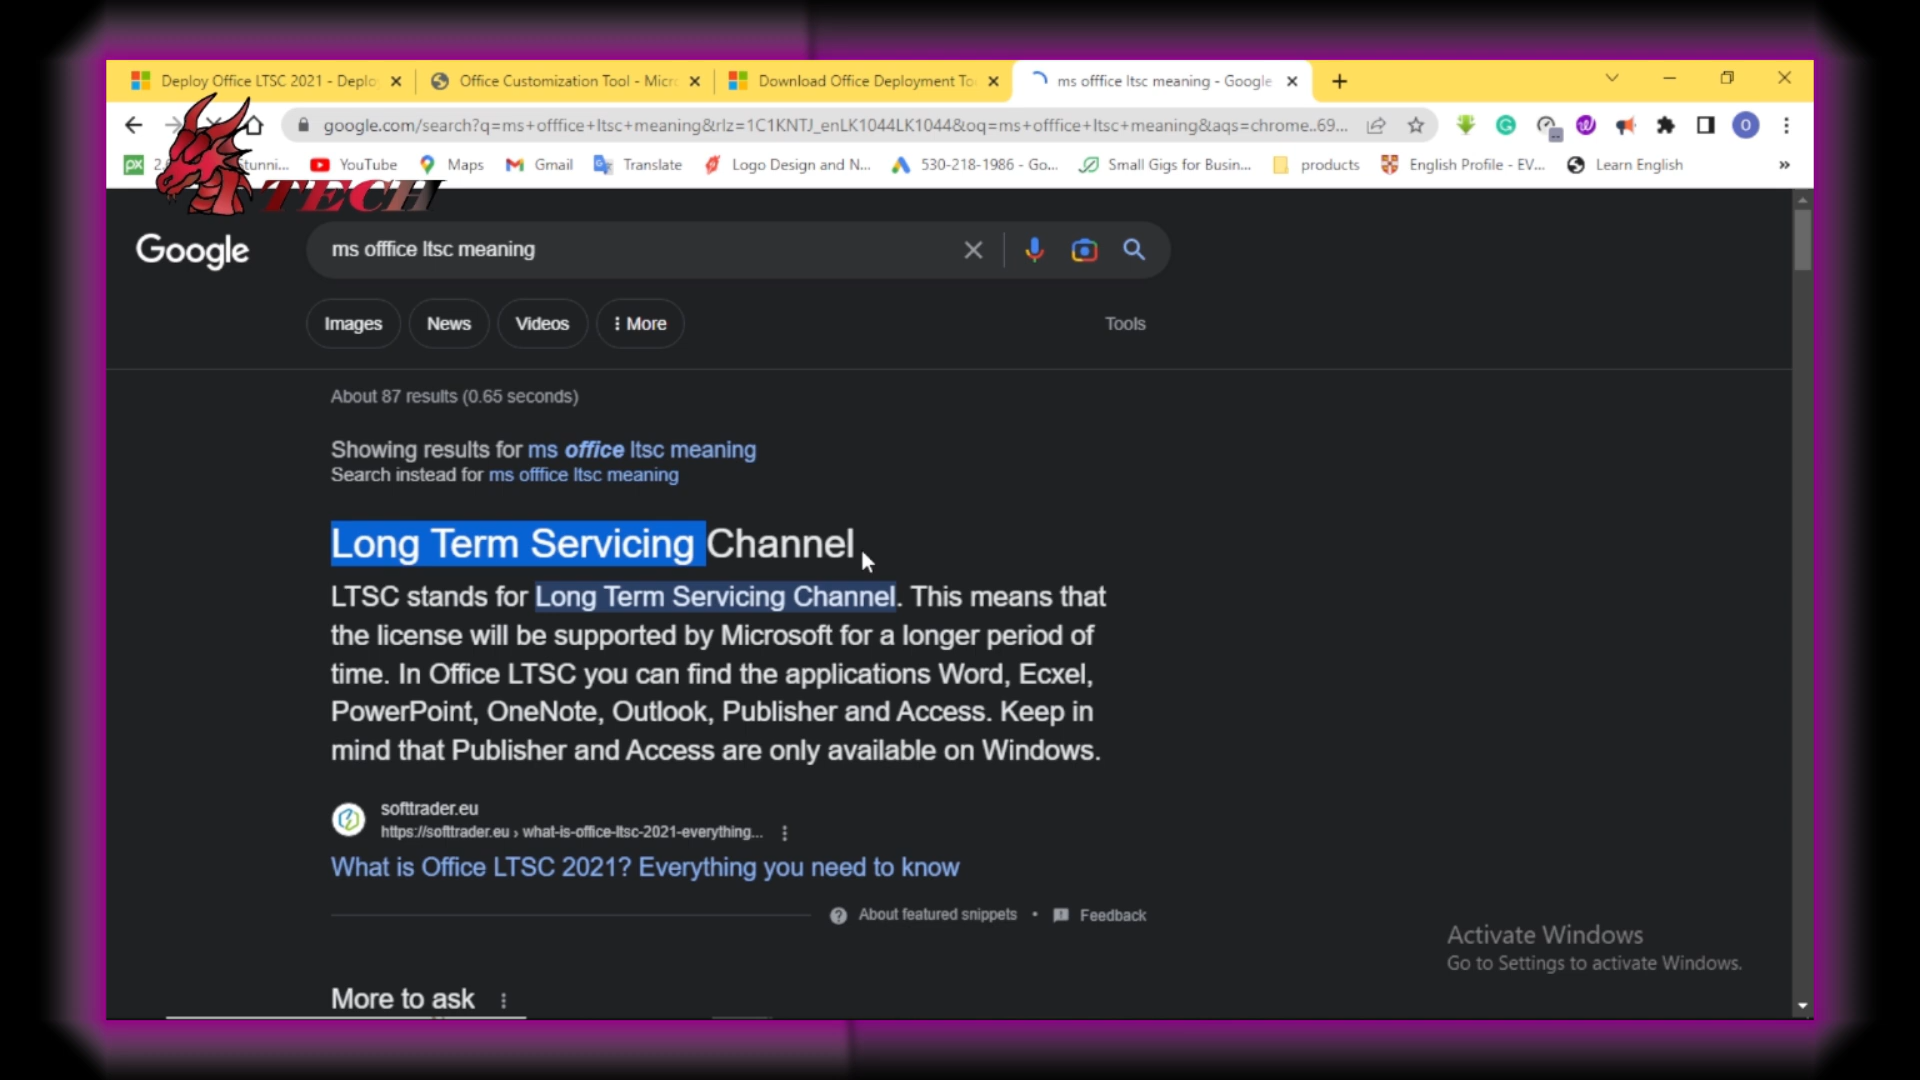 Deploy Office LTSC 2021 - Deplo
Office Customization Tool - Micr
Download Office Deployment To
ms offfice ltsc meaning - Google
google.com/search?q=ms+offfice+ltsc+meaning&rlz=1C1KNTJ_enLK1044LK1044&oq=ms+offfice+ltsc+meaning&aqs=chrome..69...
YouTube
Maps
Gmail
Translate
Logo Design and N...
530-218-1986 - Go...
Small Gigs for Busin...
products
English Profile - EV...
Learn English
TECH
Google
ms offfice ltsc meaning
Images
News
Videos
More
Tools
About 87 results (0.65 seconds)
Showing results for ms office ltsc meaning
Search instead for ms offfice ltsc meaning
Long Term Servicing Channel
LTSC stands for Long Term Servicing Channel. This means that
the license will be supported by Microsoft for a longer period of
time. In Office LTSC you can find the applications Word, Ecxel,
PowerPoint, OneNote, Outlook, Publisher and Access. Keep in
mind that Publisher and Access are only available on Windows.
softtrader.eu
https://softtrader.eu › what-is-office-ltsc-2021-everything...
What is Office LTSC 2021? Everything you need to know
About featured snippets • Feedback
Activate Windows
Go to Settings to activate Windows.
More to ask